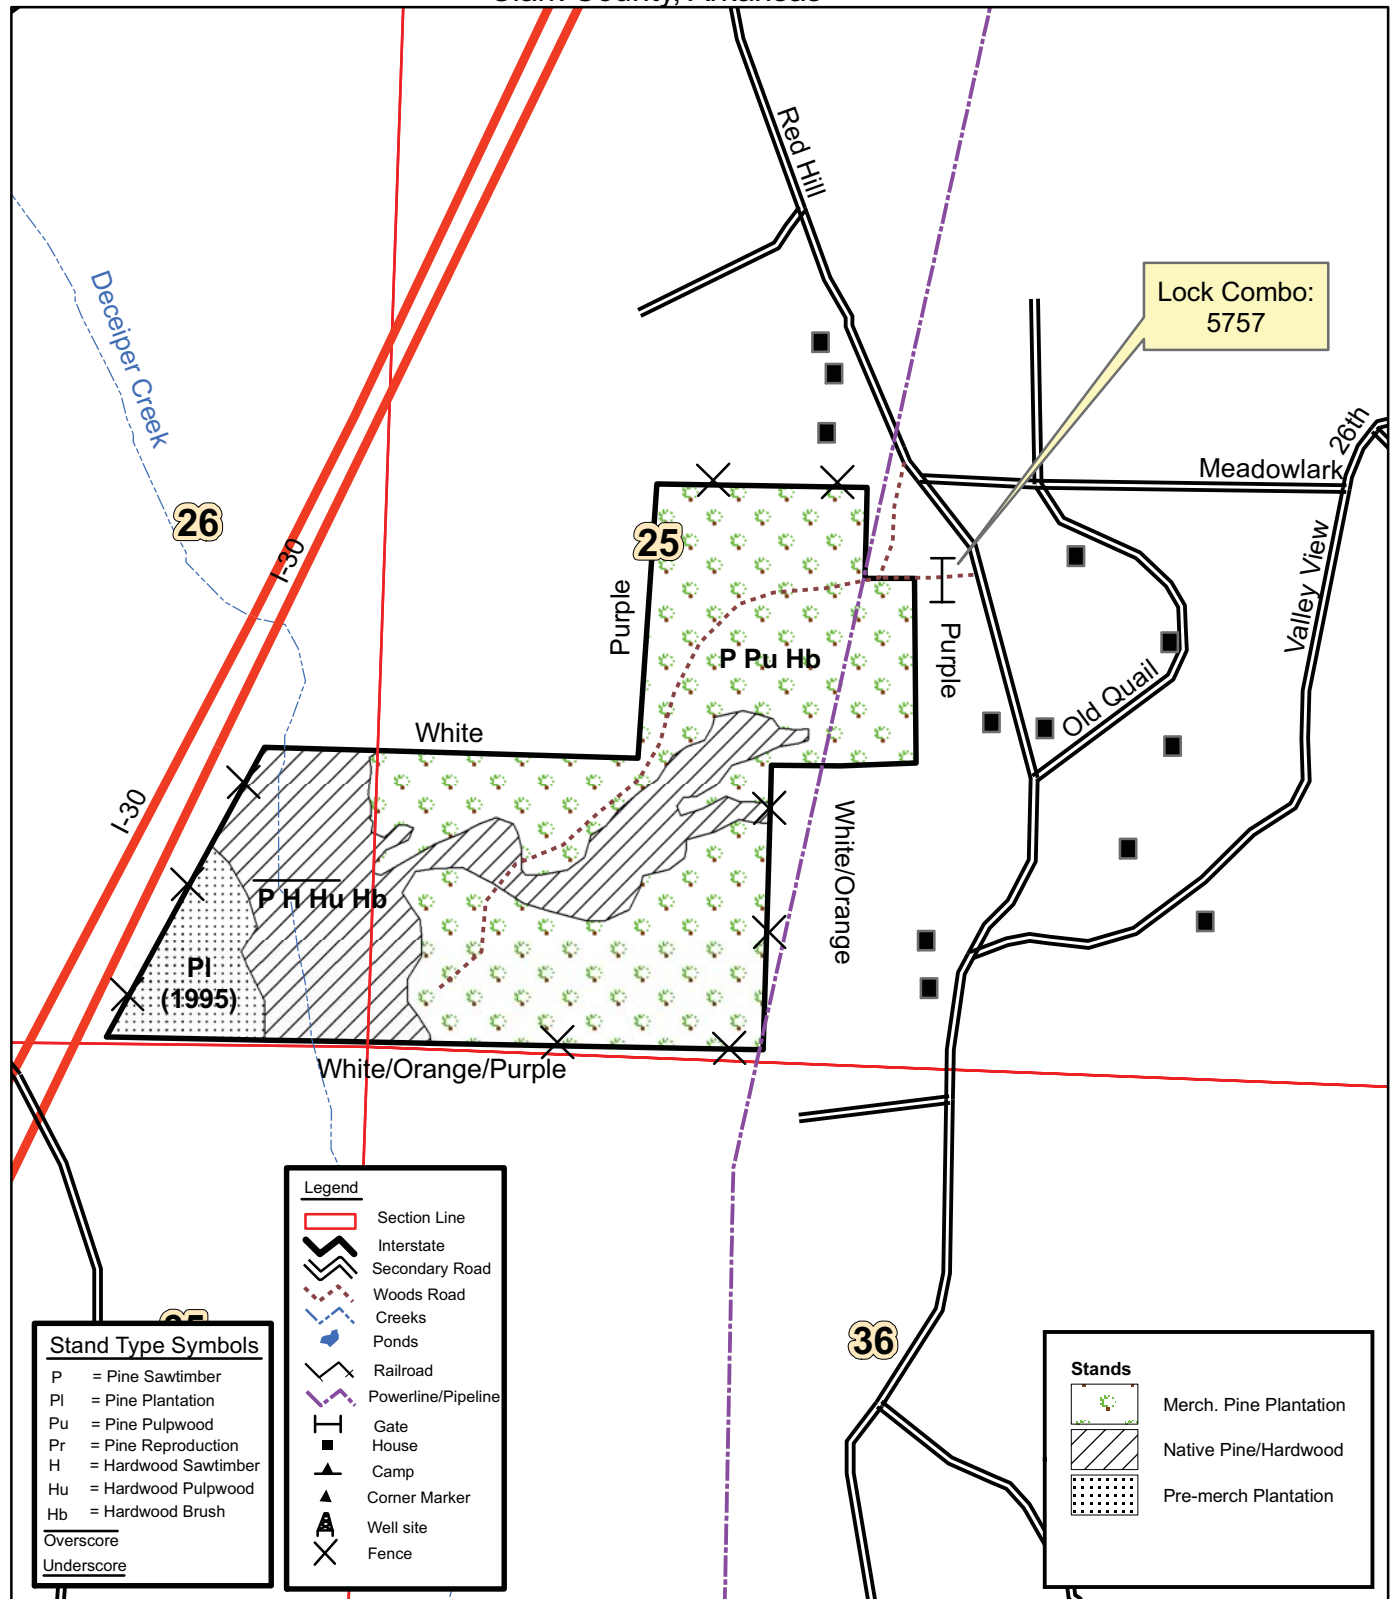 Clark County, Arkansas
Red Hill
Deceiper Creek
Lock Combo:
5757
26th
Meadowlark
26
I-30
25
Valley View
Purple
Purple
P Pu Hb
Old Quail
White
I-30
White/Orange
P H Hu Hb
Pl
(1995)
White/Orange/Purple
36
Legend
Section Line
Interstate
Secondary Road
Woods Road
Creeks
Ponds
Railroad
Powerline/Pipeline
Gate
House
Camp
Corner Marker
Well site
Fence
Stand Type Symbols
P = Pine Sawtimber
Pl = Pine Plantation
Pu = Pine Pulpwood
Pr = Pine Reproduction
H = Hardwood Sawtimber
Hu = Hardwood Pulpwood
Hb = Hardwood Brush
Overscore
Underscore
Stands
Merch. Pine Plantation
Native Pine/Hardwood
Pre-merch Plantation